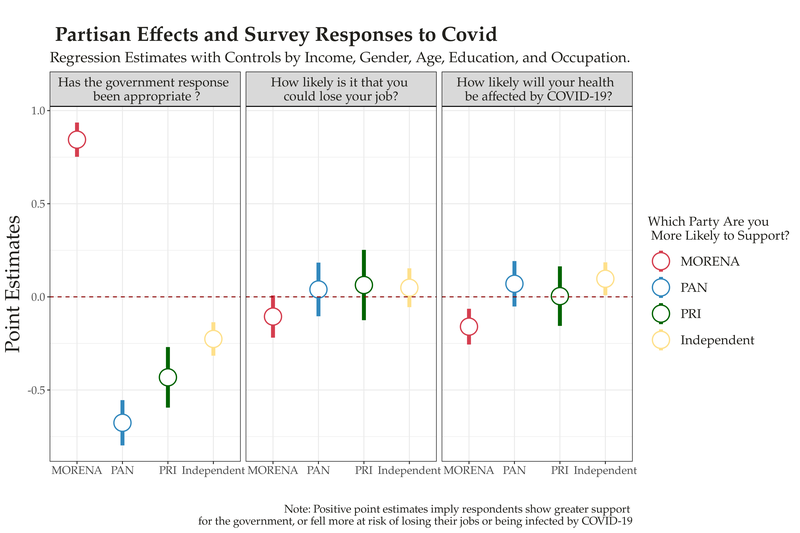 Partisan Effects and Survey Responses to Covid
Regression Estimates with Controls by Income, Gender, Age, Education, and Occupation.
Has the government response
been appropriate ?
How likely is it that you
could lose your job?
How likely will your health
be affected by COVID-19?
Point Estimates
1.0
0.5
0.0
-0.5
MORENA PAN PRI Independent
MORENA PAN PRI Independent
MORENA PAN PRI Independent
Which Party Are you
More Likely to Support?
MORENA
PAN
PRI
Independent
Note: Positive point estimates imply respondents show greater support
for the government, or fell more at risk of losing their jobs or being infected by COVID-19